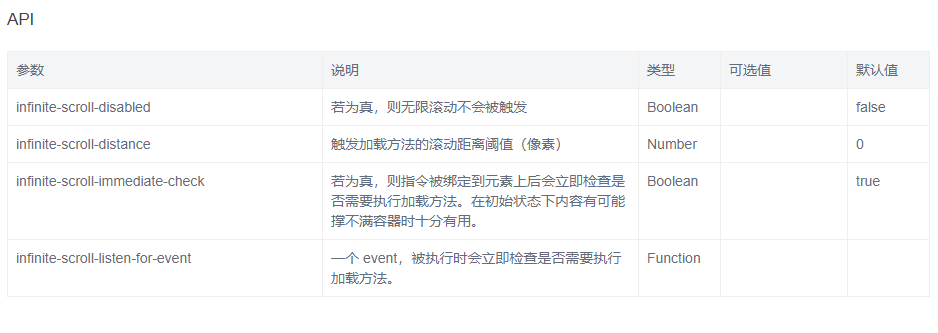 API
参数 说明 类型 可选值 默认值
infinite-scroll-disabled 若为真，则无限滚动不会被触发 Boolean false
infinite-scroll-distance 触发加载方法的滚动距离阈值（像素） Number 0
infinite-scroll-immediate-check 若为真，则指令被绑定到元素上后会立即检查是 Boolean true
否需要执行加载方法。在初始状态下内容有可能
撑不满容器时十分有用。
infinite-scroll-listen-for-event 一个 event，被执行时会立即检查是否需要执行 Function
加载方法。